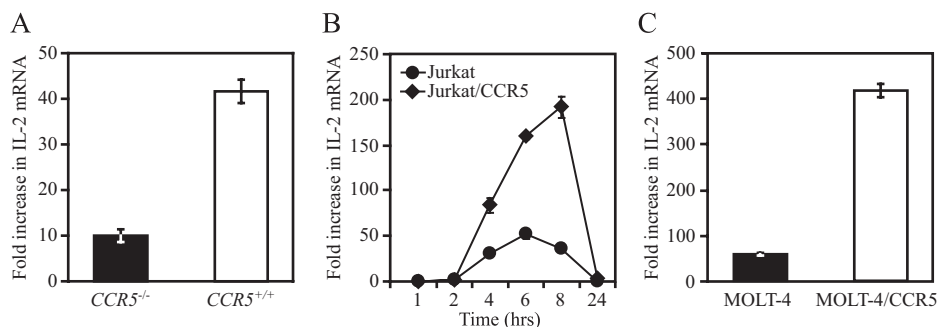 A
Fold increase in IL-2 mRNA
50
40
30
20
10
0
CCR5-/-
CCR5+/+
B
Fold increase in IL-2 mRNA
250
200
150
100
50
0
Jurkat
Jurkat/CCR5
1 2 4 6 8 24
Time (hrs)
C
Fold increase in IL-2 mRNA
500
400
300
200
100
0
MOLT-4
MOLT-4/CCR5